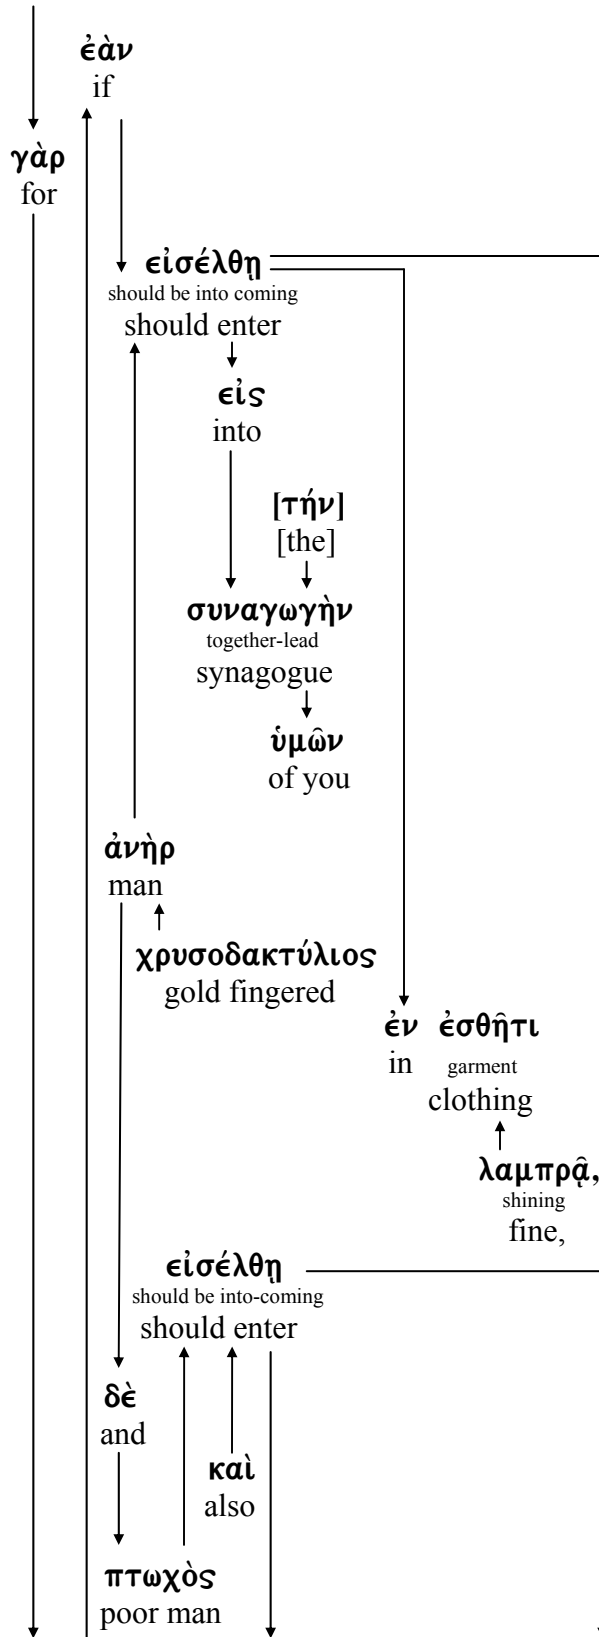 ἐὰν
if
γὰρ
for
εἰσέλθῃ
should be into coming
should enter
εἰς
into
[τήν]
[the]
συναγωγὴν
together-lead
synagogue
ὑμῶν
of you
ἀνὴρ
man
χρυσοδακτύλιος
gold fingered
ἐν ἐσθῆτι
in garment
clothing
λαμπρᾷ,
shining
fine,
εἰσέλθῃ
should be into-coming
should enter
δὲ
and
καὶ
also
πτωχὸς
poor man